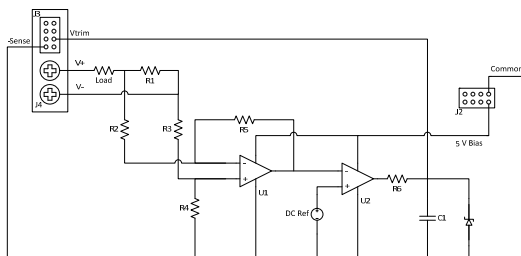 J3
Vtrim
-Sense
V+
Load
R1
V-
J4
Common
J2
5 V Bias
R2
R3
R5
U1
R4
DC Ref
U2
R6
C1